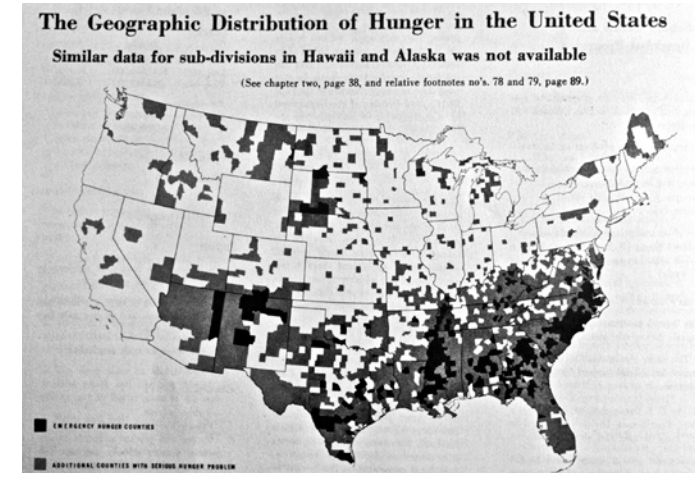 The Geographic Distribution of Hunger in the United States
Similar data for sub-divisions in Hawaii and Alaska was not available
(See chapter two, page 38, and relative footnotes no's. 78 and 79, page 89.)
EMERGENCY HUNGER COUNTIES
ADDITIONAL COUNTIES WITH SERIOUS HUNGER PROBLEM